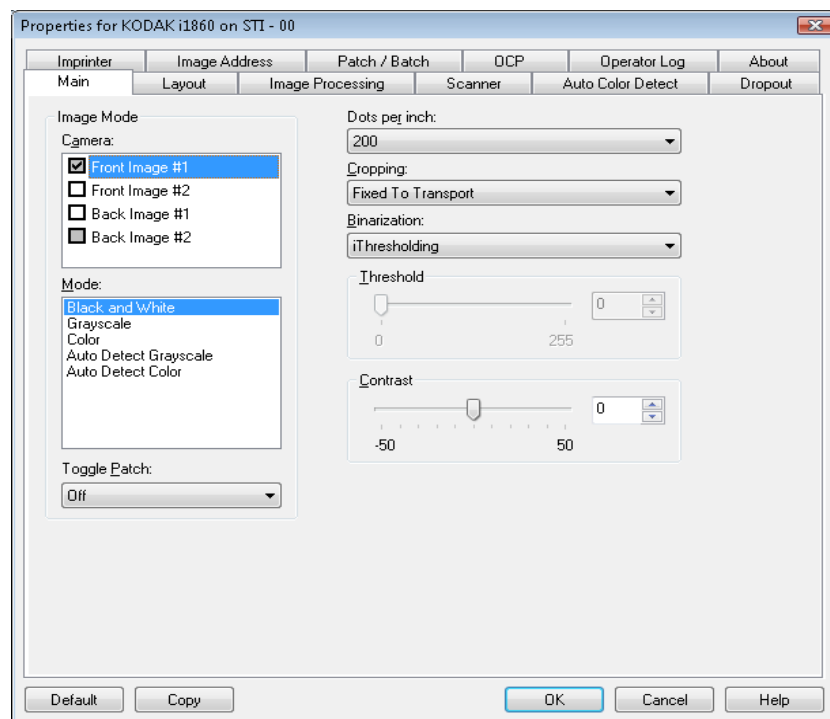 Properties for KODAK i1860 on STI - 00
Imprinter Image Address Patch / Batch OCP Operator Log About
Main Layout Image Processing Scanner Auto Color Detect Dropout
Image Mode
Camera:
Front Image #1
Front Image #2
Back Image #1
Back Image #2
Mode:
Black and White
Grayscale
Color
Auto Detect Grayscale
Auto Detect Color
Toggle Patch:
Off
Dots per inch:
200
Cropping:
Fixed To Transport
Binarization:
iThresholding
Threshold
0
0 255
Contrast
0
-50 50
Default Copy OK Cancel Help